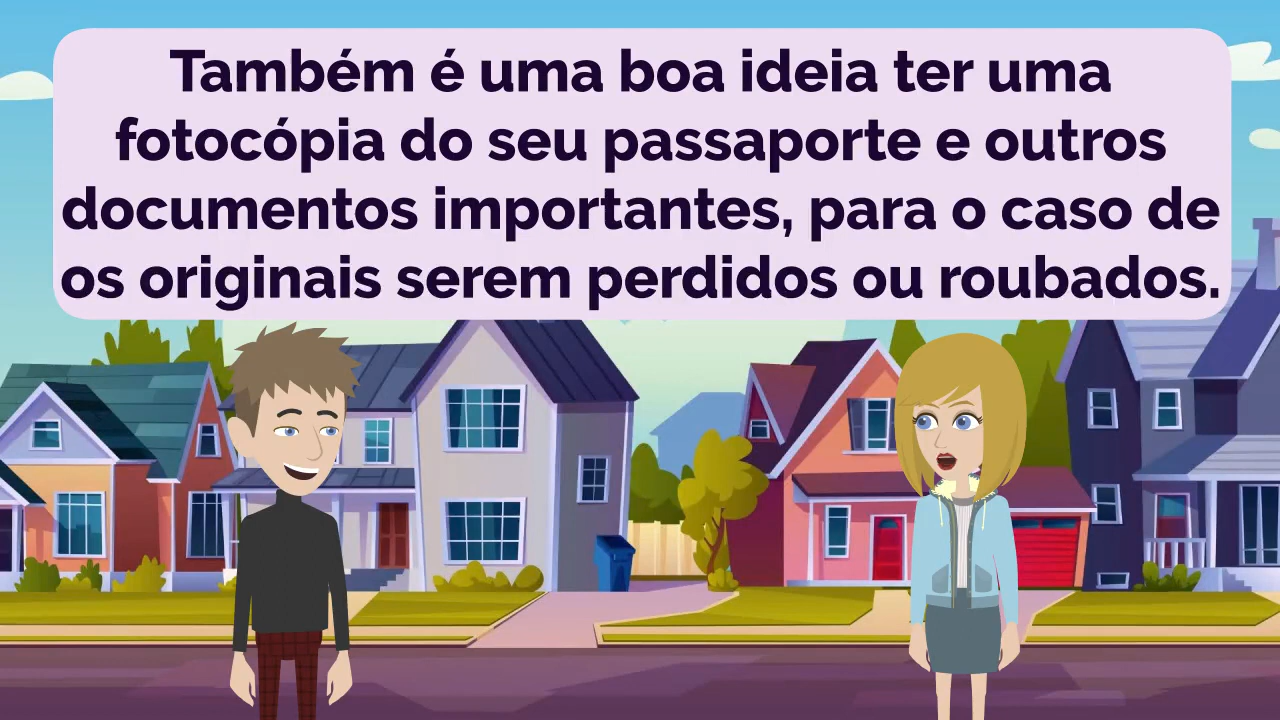 Também é uma boa ideia ter uma
fotocópia do seu passaporte e outros
documentos importantes, para o caso de
os originais serem perdidos ou roubados.